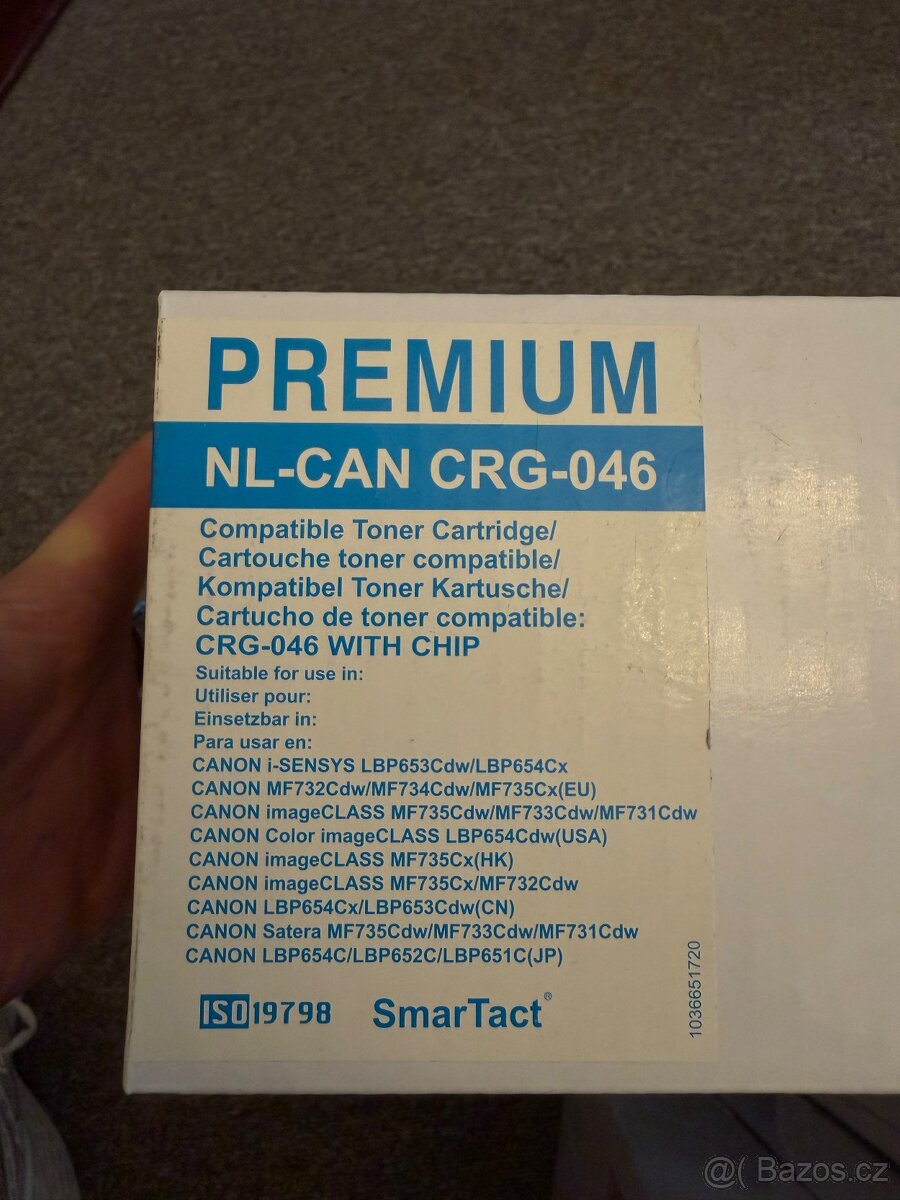 PREMIUM
NL-CAN CRG-046
Compatible Toner Cartridge/
Cartouche toner compatible/
Kompatibel Toner Kartusche/
Cartucho de toner compatible:
CRG-046 WITH CHIP
Suitable for use in:
Utiliser pour:
Einsetzbar in:
Para usar en:
CANON i-SENSYS LBP653Cdw/LBP654Cx
CANON MF732Cdw/MF734Cdw/MF735Cx(EU)
CANON imageCLASS MF735Cdw/MF733Cdw/MF731Cdw
CANON Color imageCLASS LBP654Cdw(USA)
CANON imageCLASS MF735Cx(HK)
CANON imageCLASS MF735Cx/MF732Cdw
CANON LBP654Cx/LBP653Cdw(CN)
CANON Satera MF735Cdw/MF733Cdw/MF731Cdw
CANON LBP654C/LBP652C/LBP651C(JP)
ISO 19798 SmarTact®
1036651720
@( Bazos.cz